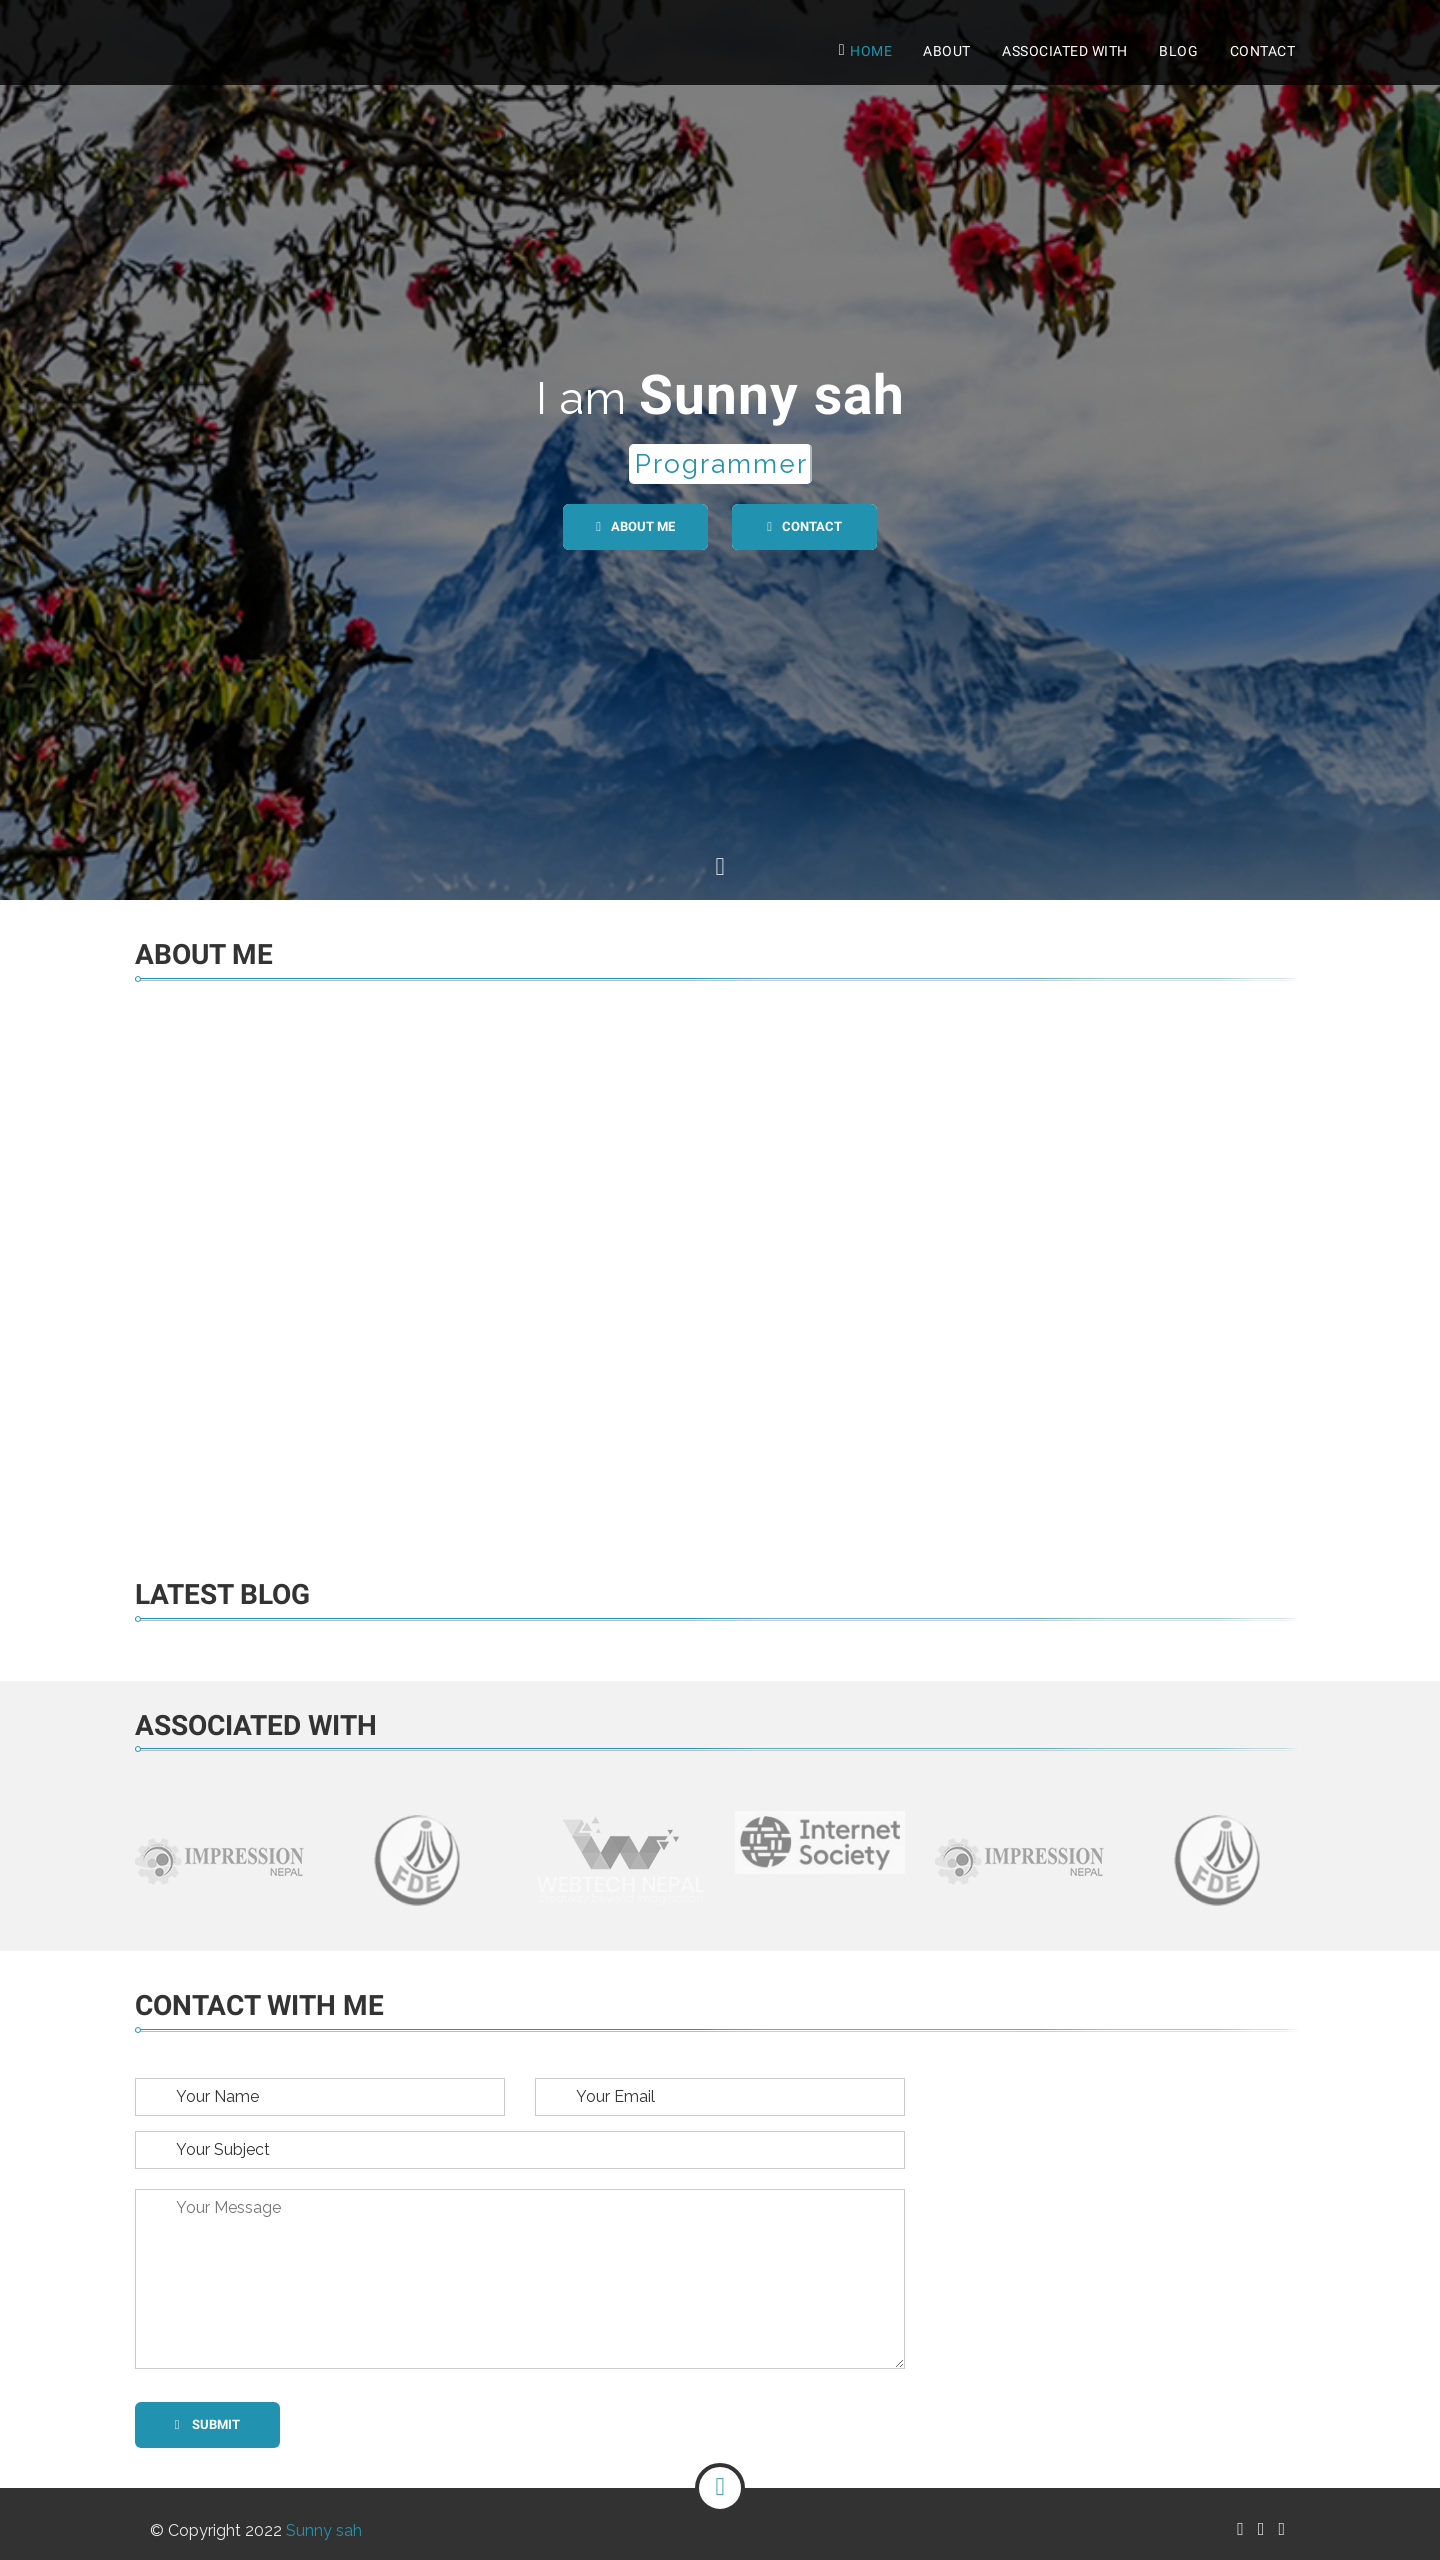 HOME ABOUT ASSOCIATED WITH BLOG CONTACT
I am Sunny sah
Programmer
ABOUT ME CONTACT
ABOUT ME
LATEST BLOG
ASSOCIATED WITH
IMPRESSION
NEPAL
FDE
WEBTECH NEPAL
Internet
Society
IMPRESSION
NEPAL
FDE
CONTACT WITH ME
Your Name Your Email
Your Subject
Your Message
SUBMIT
© Copyright 2022 Sunny sah